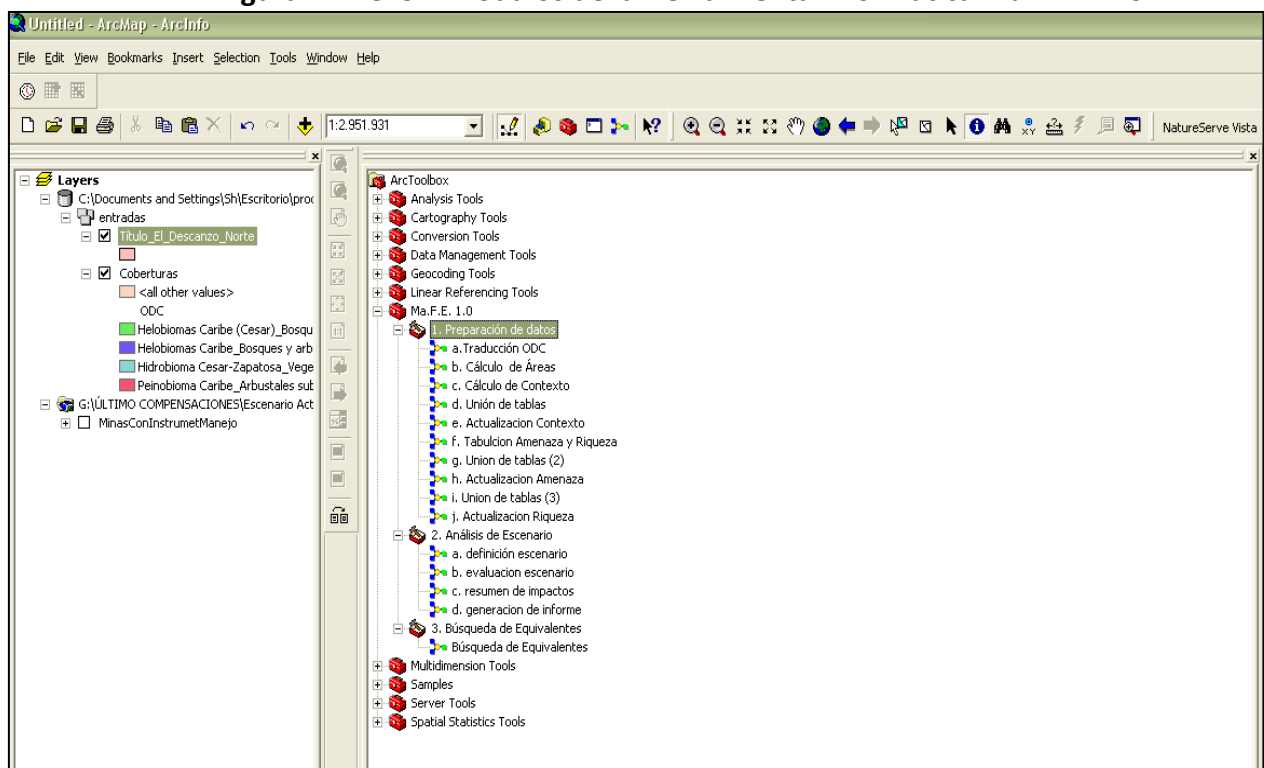 Untitled - ArcMap - ArcInfo
File Edit View Bookmarks Insert Selection Tools Window Help
1:2.951.931
NatureServe Vista
Layers
C:\Documents and Settings\Sh\Escritorio\proc
entradas
Título_El_Descanzo_Norte
Coberturas
<all other values>
ODC
Helobiomas Caribe (Cesar)_Bosqu
Helobiomas Caribe_Bosques y arb
Hidrobioma Cesar-Zapatosa_Vege
Peinobioma Caribe_Arbustales sub
G:\ÚLTIMO COMPENSACIONES\Escenario Act
MinasConInstrumetManejo
ArcToolbox
Analysis Tools
Cartography Tools
Conversion Tools
Data Management Tools
Geocoding Tools
Linear Referencing Tools
Ma.F.E. 1.0
1. Preparación de datos
a.Traducción ODC
b. Cálculo de Áreas
c. Cálculo de Contexto
d. Unión de tablas
e. Actualizacion Contexto
f. Tabulcion Amenaza y Riqueza
g. Union de tablas (2)
h. Actualizacion Amenaza
i. Union de tablas (3)
j. Actualizacion Riqueza
2. Análisis de Escenario
a. definición escenario
b. evaluacion escenario
c. resumen de impactos
d. generacion de informe
3. Búsqueda de Equivalentes
Búsqueda de Equivalentes
Multidimension Tools
Samples
Server Tools
Spatial Statistics Tools